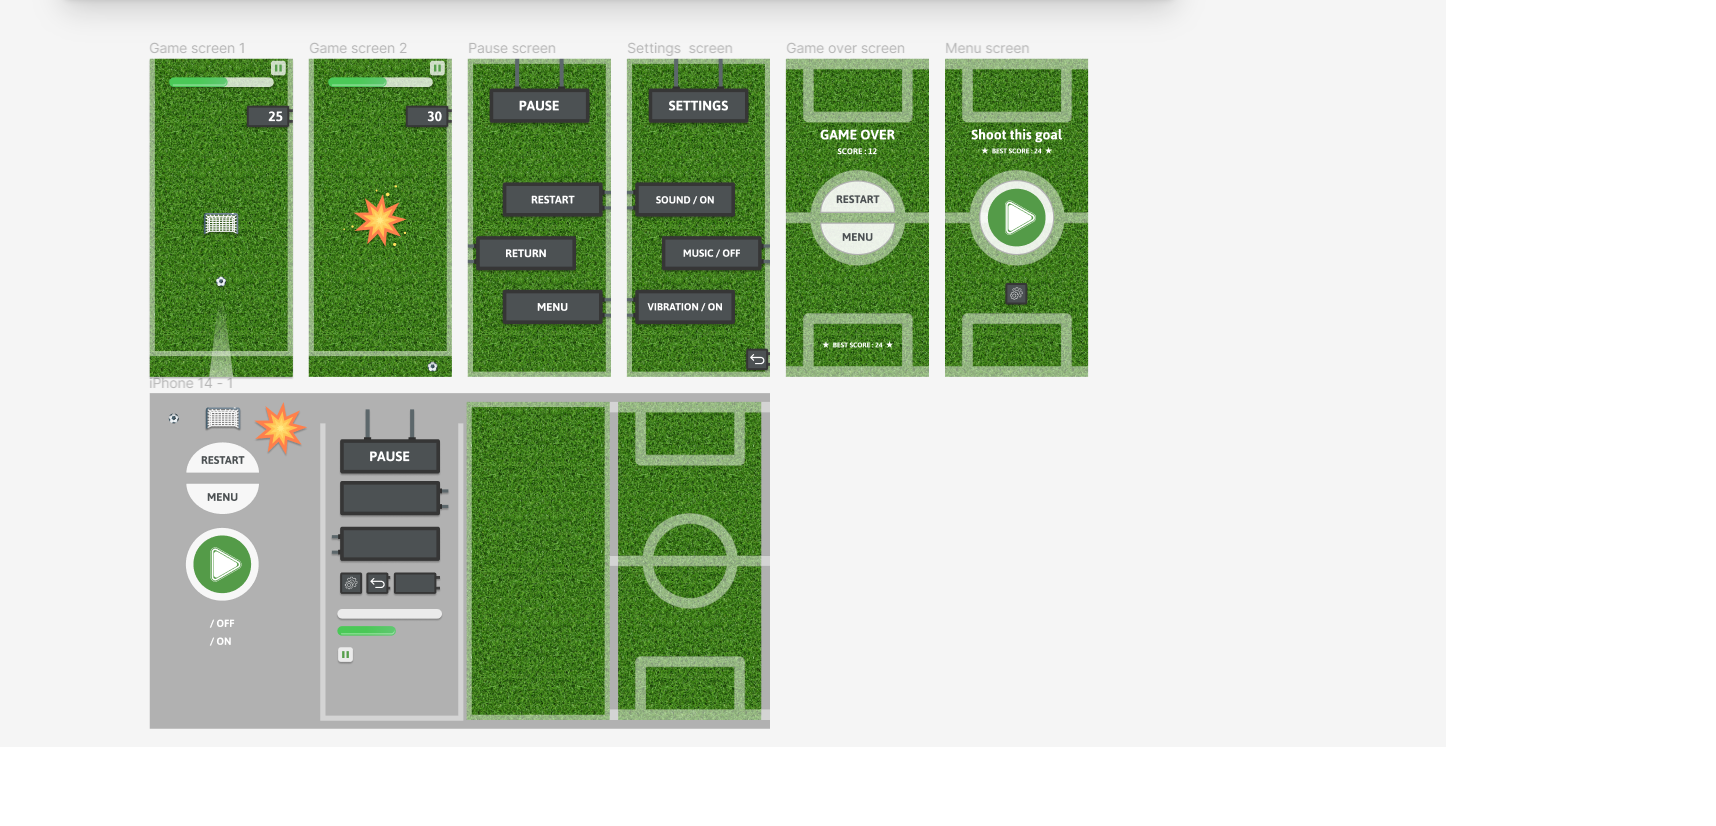 Game screen 1
Game screen 2
Pause screen
Settings screen
Game over screen
Menu screen
25
30
PAUSE
RESTART
RETURN
MENU
SETTINGS
SOUND / ON
MUSIC / OFF
VIBRATION / ON
GAME OVER
SCORE : 12
RESTART
MENU
★ BEST SCORE : 24 ★
Shoot this goal
★ BEST SCORE : 24 ★
iPhone 14 - 1
RESTART
MENU
/ OFF
/ ON
PAUSE